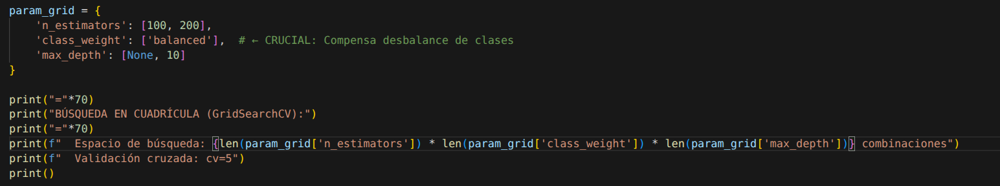 param_grid = {
    'n_estimators': [100, 200],
    'class_weight': ['balanced'],  # ← CRUCIAL: Compensa desbalance de clases
    'max_depth': [None, 10]
}
print("="*70)
print("BÚSQUEDA EN CUADRÍCULA (GridSearchCV):")
print("="*70)
print(f"  Espacio de búsqueda: {len(param_grid['n_estimators']) * len(param_grid['class_weight']) * len(param_grid['max_depth'])} combinaciones")
print(f"  Validación cruzada: cv=5")
print()